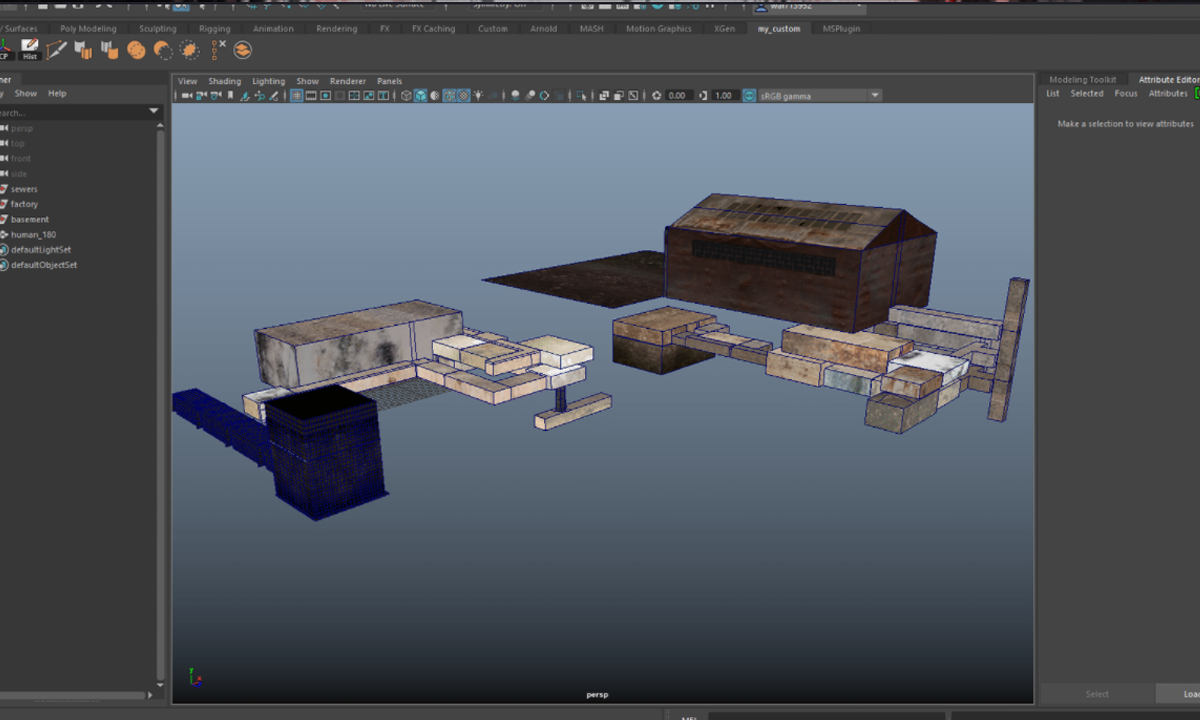 Surfaces Poly Modeling Sculpting Rigging Animation Rendering FX FX Caching Custom Arnold MASH Motion Graphics XGen my_custom MSPlugin
CP Hist
View Shading Lighting Show Renderer Panels
Modeling Toolkit Attribute Editor
Show Help
List Selected Focus Attributes
0.00 1.00 sRGB gamma
Make a selection to view attributes
persp
top
front
side
sewers
factory
basement
human_180
defaultLightSet
defaultObjectSet
persp
Select Loa